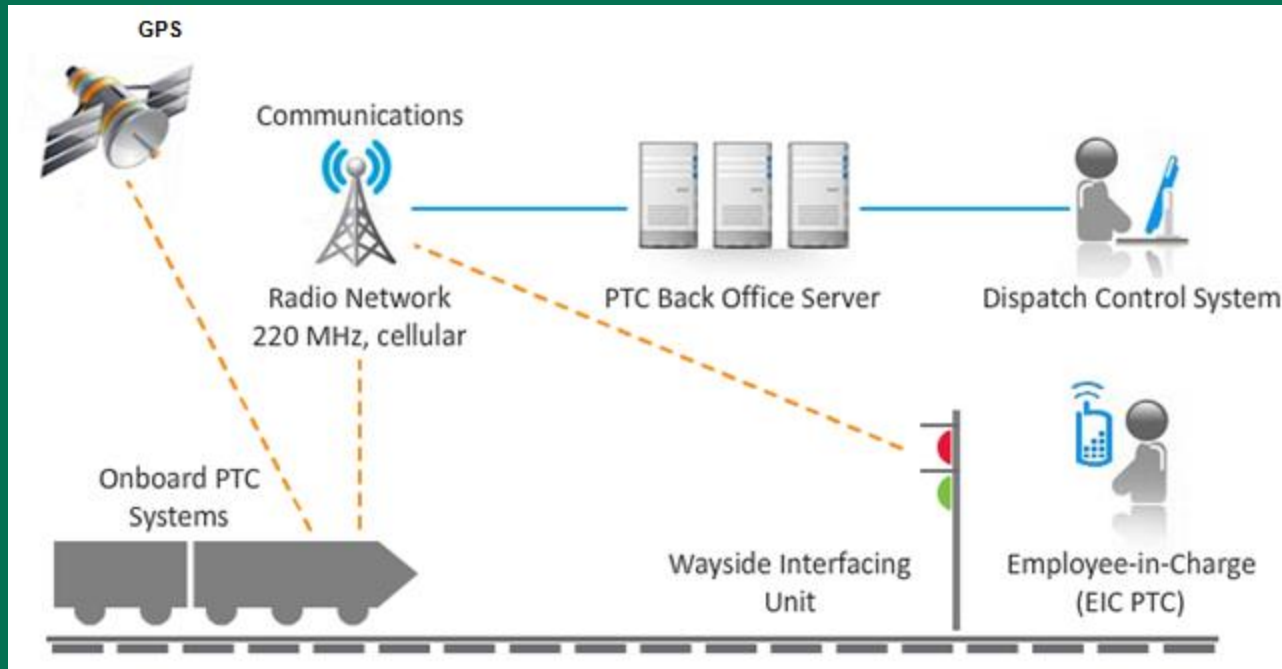 GPS
Communications
Radio Network
220 MHz, cellular
PTC Back Office Server
Dispatch Control System
Onboard PTC
Systems
Wayside Interfacing
Unit
Employee-in-Charge
(EIC PTC)